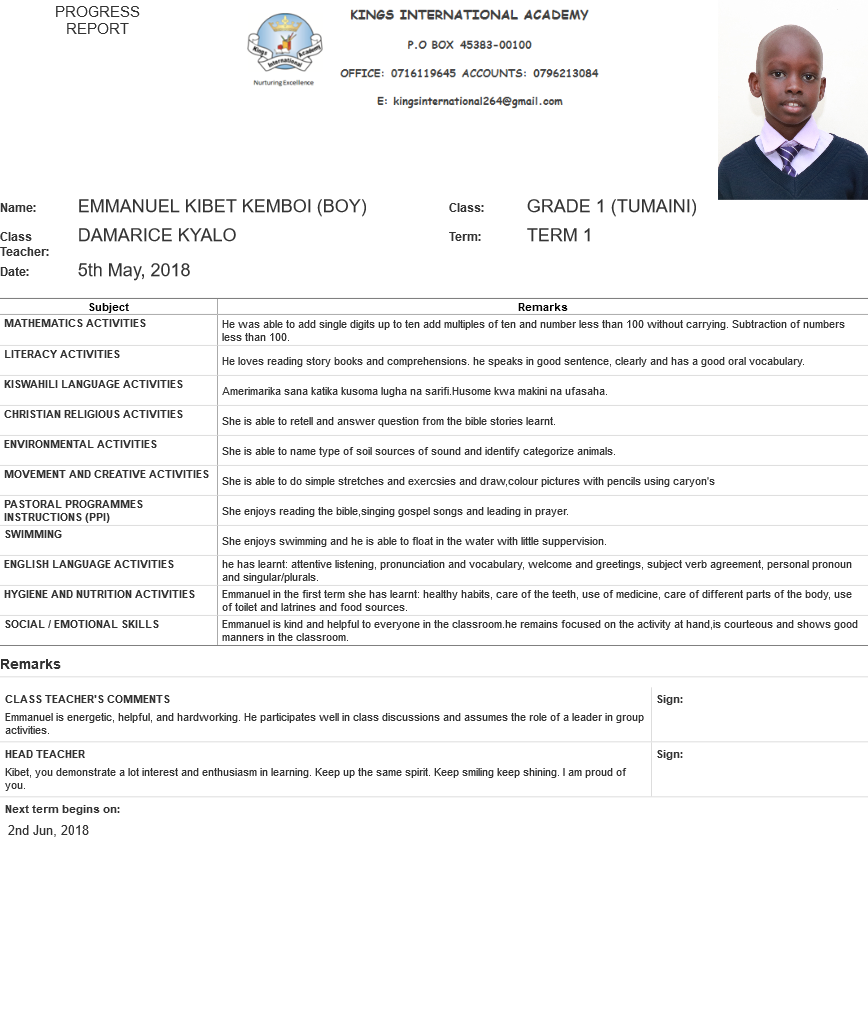 PROGRESS
REPORT
Kings International Academy
Nurturing Excellence
KINGS INTERNATIONAL ACADEMY
P.O BOX 45383-00100
OFFICE: 0716119645 ACCOUNTS: 0796213084
E: kingsinternational264@gmail.com
Name: EMMANUEL KIBET KEMBOI (BOY) Class: GRADE 1 (TUMAINI)
Class Teacher: DAMARICE KYALO Term: TERM 1
Date: 5th May, 2018
Subject Remarks
MATHEMATICS ACTIVITIES He was able to add single digits up to ten add multiples of ten and number less than 100 without carrying. Subtraction of numbers
less than 100.
LITERACY ACTIVITIES He loves reading story books and comprehensions. he speaks in good sentence, clearly and has a good oral vocabulary.
KISWAHILI LANGUAGE ACTIVITIES Amerimarika sana katika kusoma lugha na sarifi.Husome kwa makini na ufasaha.
CHRISTIAN RELIGIOUS ACTIVITIES She is able to retell and answer question from the bible stories learnt.
ENVIRONMENTAL ACTIVITIES She is able to name type of soil sources of sound and identify categorize animals.
MOVEMENT AND CREATIVE ACTIVITIES She is able to do simple stretches and exercsies and draw,colour pictures with pencils using caryon's
PASTORAL PROGRAMMES
INSTRUCTIONS (PPI) She enjoys reading the bible,singing gospel songs and leading in prayer.
SWIMMING She enjoys swimming and he is able to float in the water with little suppervision.
ENGLISH LANGUAGE ACTIVITIES he has learnt: attentive listening, pronunciation and vocabulary, welcome and greetings, subject verb agreement, personal pronoun
and singular/plurals.
HYGIENE AND NUTRITION ACTIVITIES Emmanuel in the first term she has learnt: healthy habits, care of the teeth, use of medicine, care of different parts of the body, use
of toilet and latrines and food sources.
SOCIAL / EMOTIONAL SKILLS Emmanuel is kind and helpful to everyone in the classroom.he remains focused on the activity at hand,is courteous and shows good
manners in the classroom.
Remarks
CLASS TEACHER'S COMMENTS Sign:
Emmanuel is energetic, helpful, and hardworking. He participates well in class discussions and assumes the role of a leader in group
activities.
HEAD TEACHER Sign:
Kibet, you demonstrate a lot interest and enthusiasm in learning. Keep up the same spirit. Keep smiling keep shining. I am proud of
you.
Next term begins on:
2nd Jun, 2018